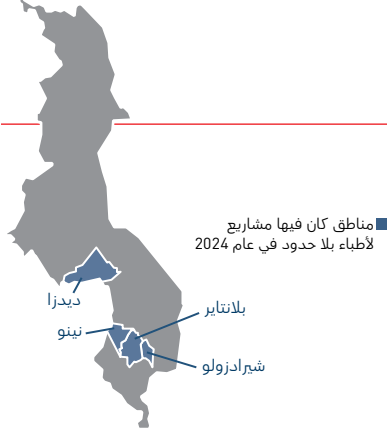 مناطق كان فيها مشاريع
لأطباء بلا حدود في عام 2024
ديدزا
بلانتاير
نينو
شيرادزولو